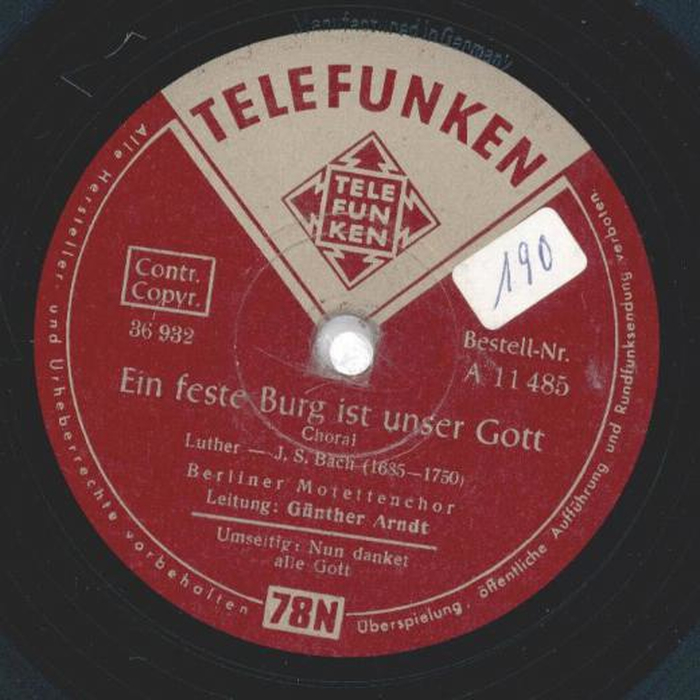 Manufactured in Germany
TELEFUNKEN
TELE
FUN
KEN
190
Contr.
Copyr.
36 932
Bestell-Nr.
A 11 485
Ein feste Burg ist unser Gott
Choral
Luther — J. S. Bach (1685—1750)
Berliner Motettenchor
Leitung: Günther Arndt
Umseitig: Nun danket
alle Gott
78N
Alle Hersteller- und Urheberrechte vorbehalten
Überspielung, öffentliche Aufführung und Rundfunksendung verboten.